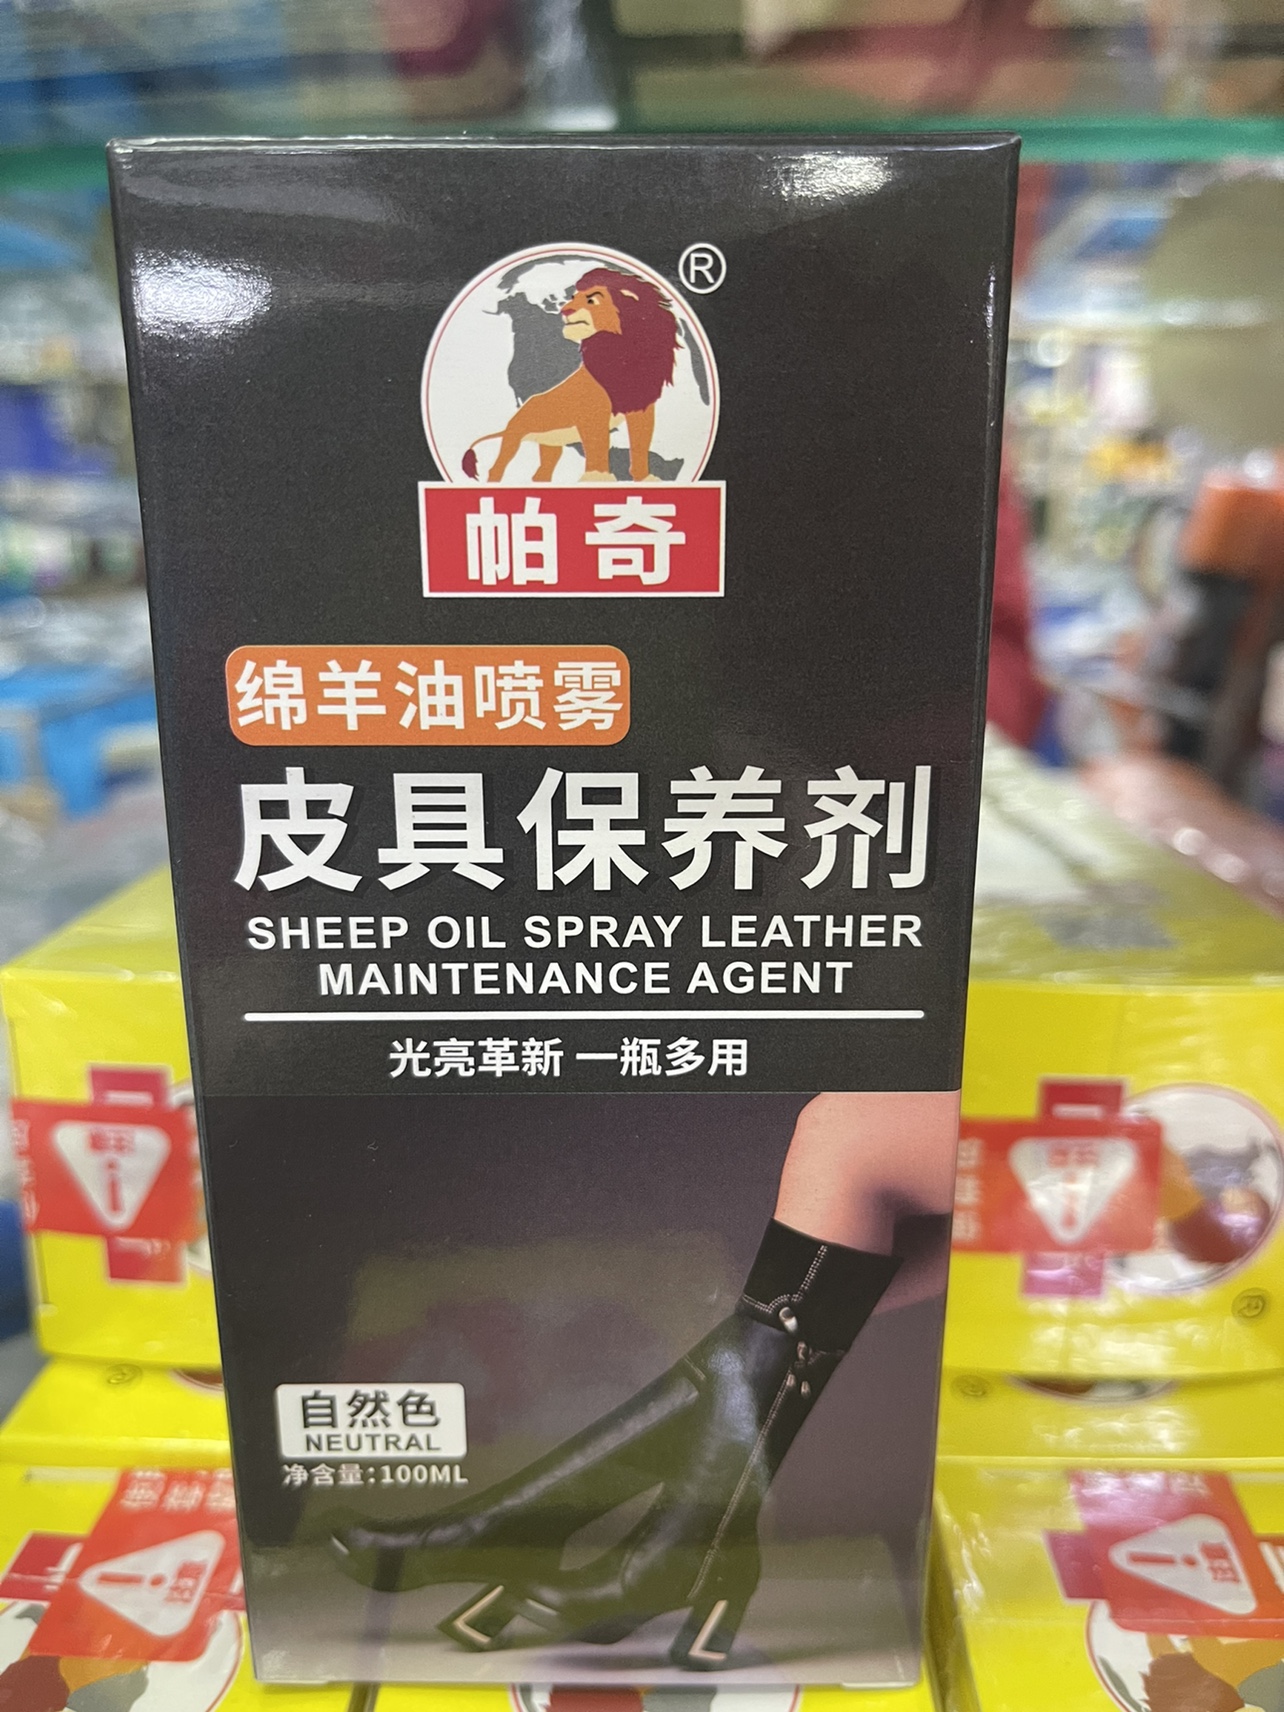 ®
帕奇
绵羊油喷雾
皮具保养剂
SHEEP OIL SPRAY LEATHER
MAINTENANCE AGENT
光亮革新 一瓶多用
自然色
NEUTRAL
净含量:100ML